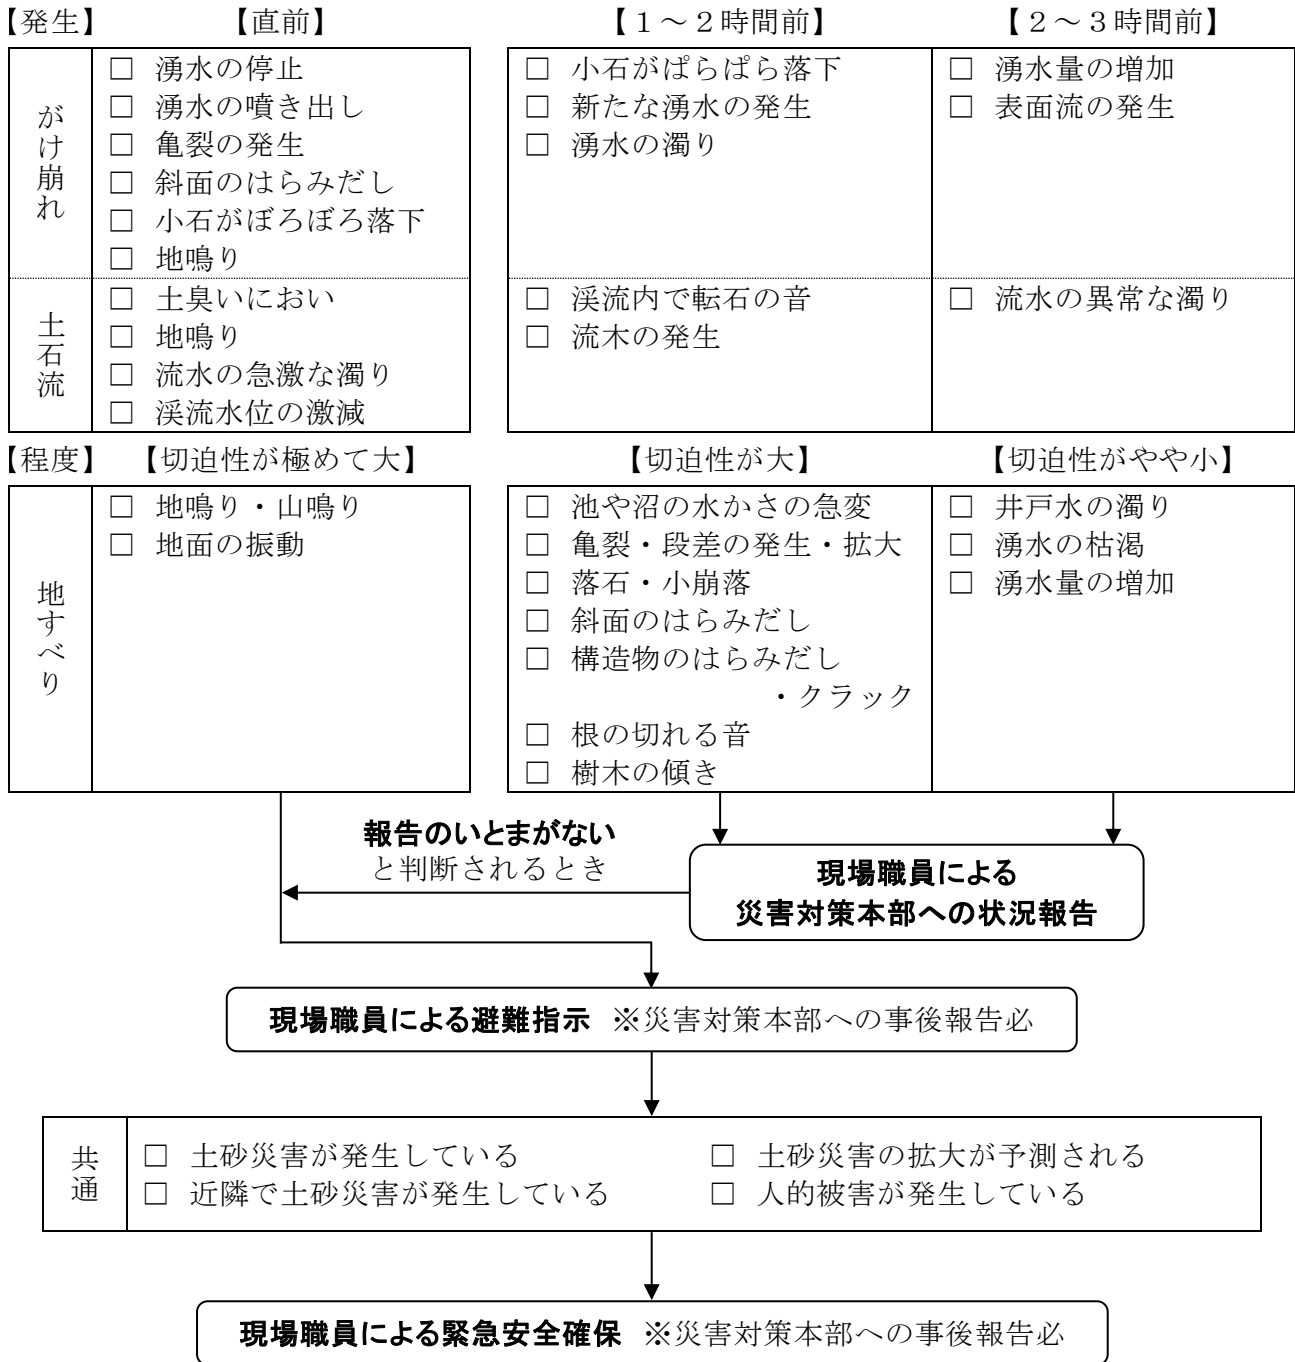 【発生】 【直前】 【１～２時間前】 【２～３時間前】
がけ崩れ
□ 湧水の停止
□ 湧水の噴き出し
□ 亀裂の発生
□ 斜面のはらみだし
□ 小石がぼろぼろ落下
□ 地鳴り
□ 小石がぱらぱら落下
□ 新たな湧水の発生
□ 湧水の濁り
□ 湧水量の増加
□ 表面流の発生
土石流
□ 土臭いにおい
□ 地鳴り
□ 流水の急激な濁り
□ 渓流水位の激減
□ 渓流内で転石の音
□ 流木の発生
□ 流水の異常な濁り
【程度】 【切迫性が極めて大】 【切迫性が大】 【切迫性がやや小】
地すべり
□ 地鳴り・山鳴り
□ 地面の振動
□ 池や沼の水かさの急変
□ 亀裂・段差の発生・拡大
□ 落石・小崩落
□ 斜面のはらみだし
□ 構造物のはらみだし
・クラック
□ 根の切れる音
□ 樹木の傾き
□ 井戸水の濁り
□ 湧水の枯渇
□ 湧水量の増加
報告のいとまがない
と判断されるとき
現場職員による
災害対策本部への状況報告
現場職員による避難指示 ※災害対策本部への事後報告必
共通
□ 土砂災害が発生している □ 土砂災害の拡大が予測される
□ 近隣で土砂災害が発生している □ 人的被害が発生している
現場職員による緊急安全確保 ※災害対策本部への事後報告必